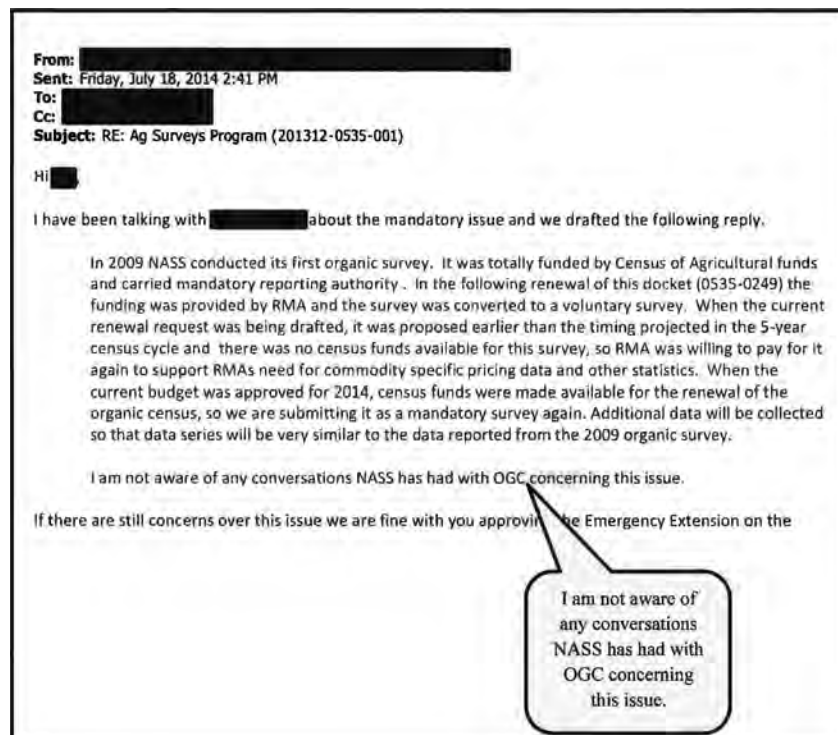 From:
Sent: Friday, July 18, 2014 2:41 PM
To:
Cc:
Subject: RE: Ag Surveys Program (201312-0535-001)
Hi
I have been talking with about the mandatory issue and we drafted the following reply.
In 2009 NASS conducted its first organic survey. It was totally funded by Census of Agricultural funds
and carried mandatory reporting authority . In the following renewal of this docket (0535-0249) the
funding was provided by RMA and the survey was converted to a voluntary survey. When the current
renewal request was being drafted, it was proposed earlier than the timing projected in the 5-year
census cycle and there was no census funds available for this survey, so RMA was willing to pay for it
again to support RMAs need for commodity specific pricing data and other statistics. When the
current budget was approved for 2014, census funds were made available for the renewal of the
organic census, so we are submitting it as a mandatory survey again. Additional data will be collected
so that data series will be very similar to the data reported from the 2009 organic survey.
I am not aware of any conversations NASS has had with OGC concerning this issue.
If there are still concerns over this issue we are fine with you Emergency Extension on the
I am not aware of
any conversations
NASS has had with
OGC concerning
this issue.